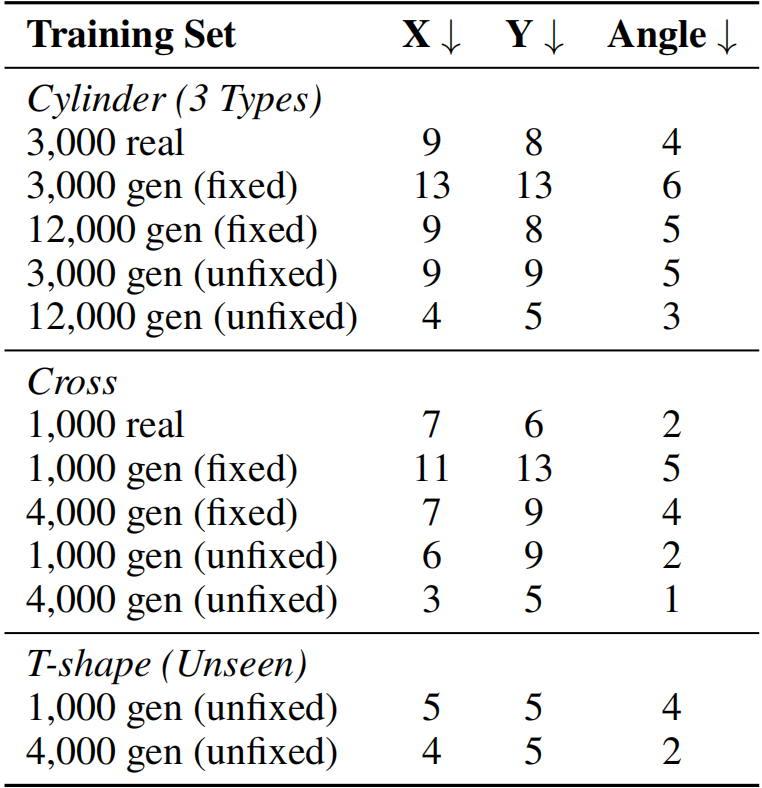 Training Set X ↓ Y ↓ Angle ↓
Cylinder (3 Types)
3,000 real 9 8 4
3,000 gen (fixed) 13 13 6
12,000 gen (fixed) 9 8 5
3,000 gen (unfixed) 9 9 5
12,000 gen (unfixed) 4 5 3
Cross
1,000 real 7 6 2
1,000 gen (fixed) 11 13 5
4,000 gen (fixed) 7 9 4
1,000 gen (unfixed) 6 9 2
4,000 gen (unfixed) 3 5 1
T-shape (Unseen)
1,000 gen (unfixed) 5 5 4
4,000 gen (unfixed) 4 5 2